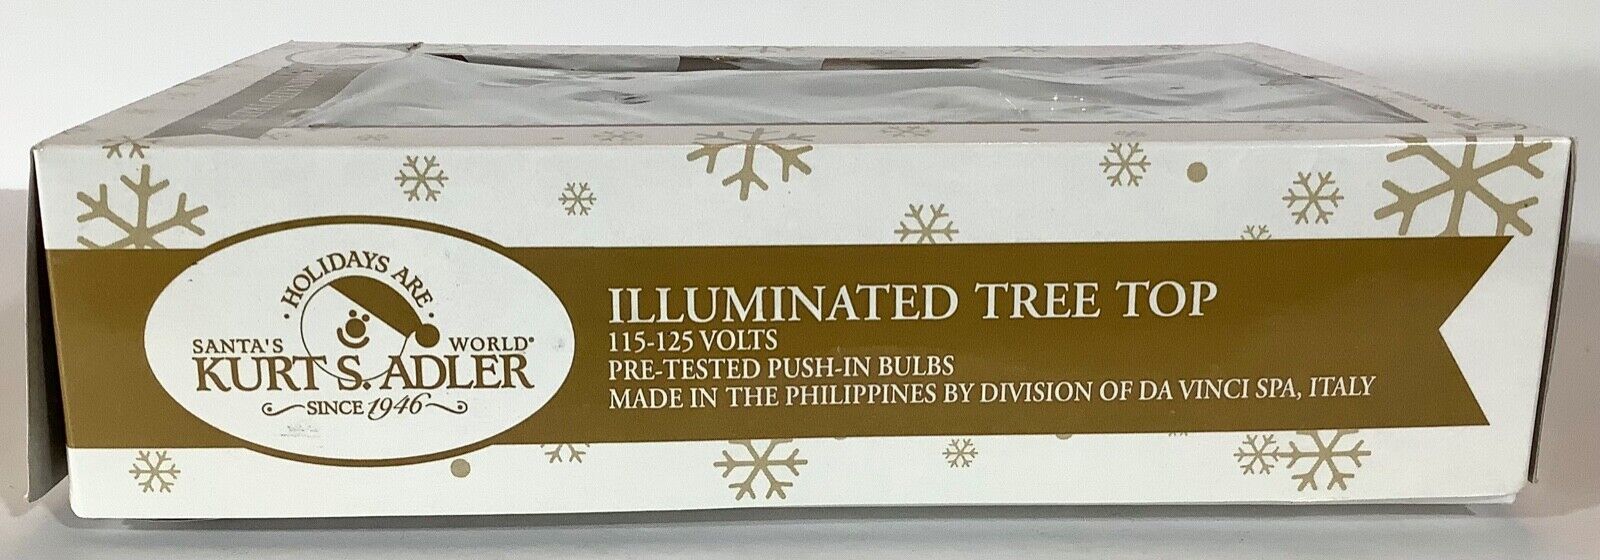 · HOLIDAYS ARE ·
SANTA'S WORLD®
KURT S. ADLER
SINCE 1946
ILLUMINATED TREE TOP
115-125 VOLTS
PRE-TESTED PUSH-IN BULBS
MADE IN THE PHILIPPINES BY DIVISION OF DA VINCI SPA, ITALY